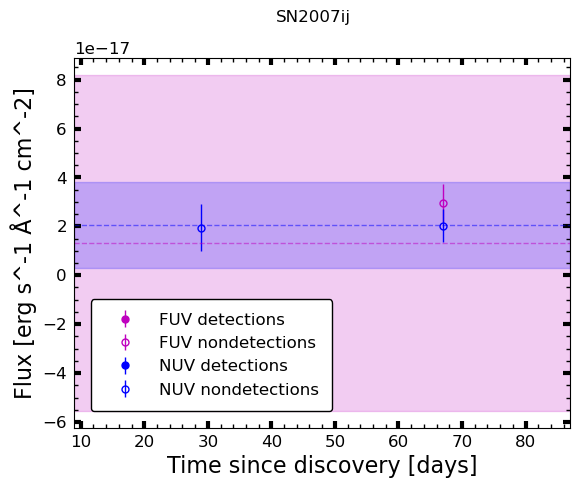 SN2007ij
1e−17
8
6
4
2
0
−2
−4
−6
Flux [erg s^-1 Å^-1 cm^-2]
FUV detections
FUV nondetections
NUV detections
NUV nondetections
10 20 30 40 50 60 70 80
Time since discovery [days]